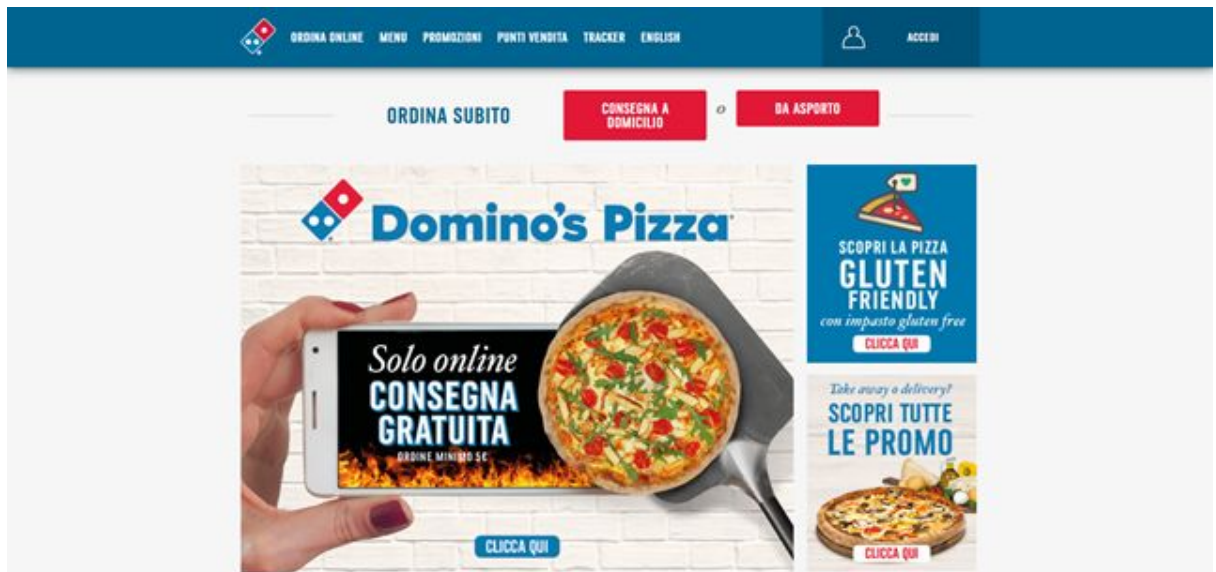 ORDINA ONLINE MENU PROMOZIONI PUNTI VENDITA TRACKER ENGLISH ACCEDI
ORDINA SUBITO
CONSEGNA A
DOMICILIO
o
DA ASPORTO
Domino's Pizza
Solo online
CONSEGNA
GRATUITA
ORDINE MINIMO 5€
CLICCA QUI
SCOPRI LA PIZZA
GLUTEN
FRIENDLY
con impasto gluten free
CLICCA QUI
Take away o delivery?
SCOPRI TUTTE
LE PROMO
CLICCA QUI